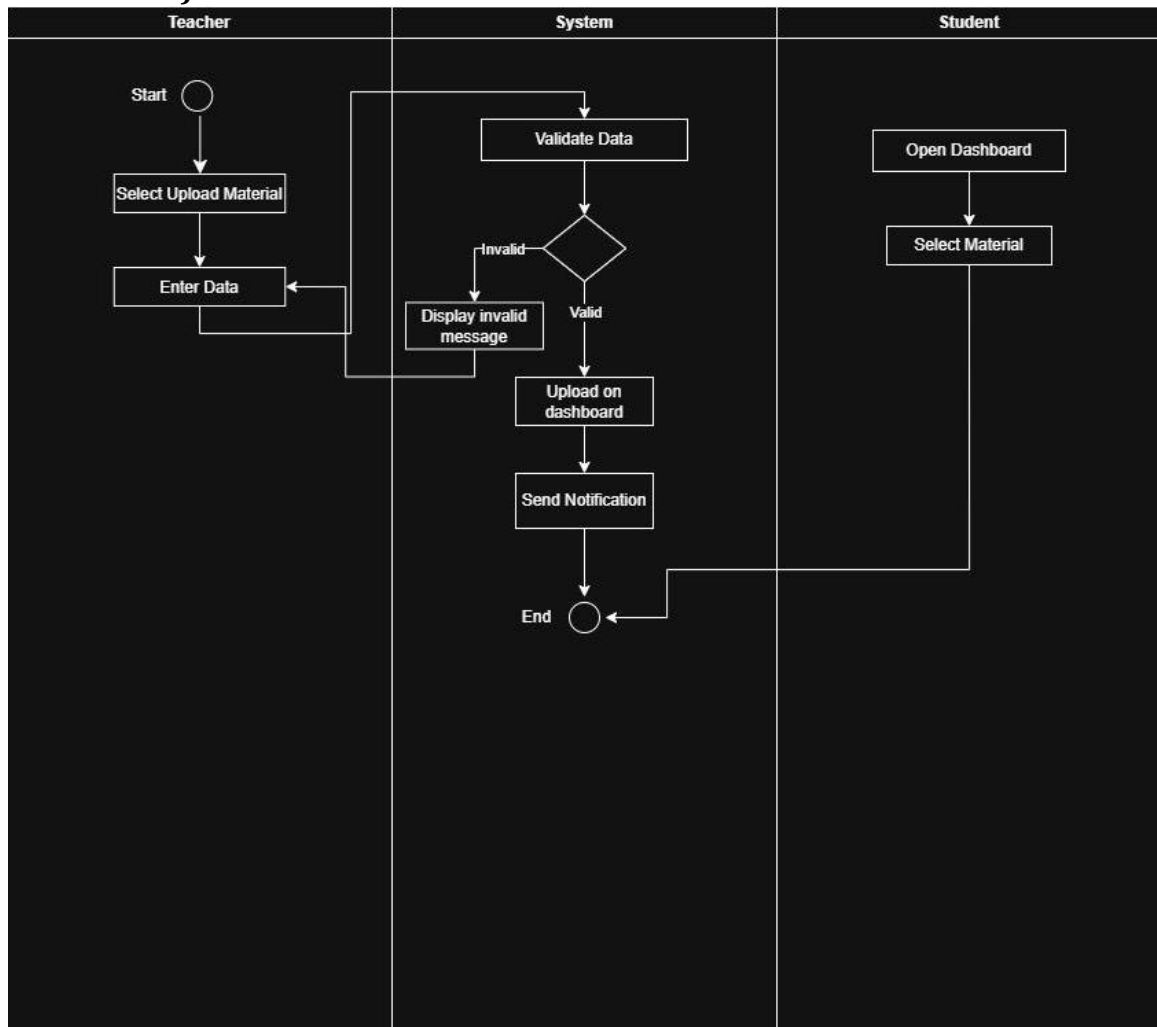 Teacher
System
Student
Start
Select Upload Material
Enter Data
Validate Data
Invalid
Display invalid
message
Valid
Upload on
dashboard
Send Notification
End
Open Dashboard
Select Material